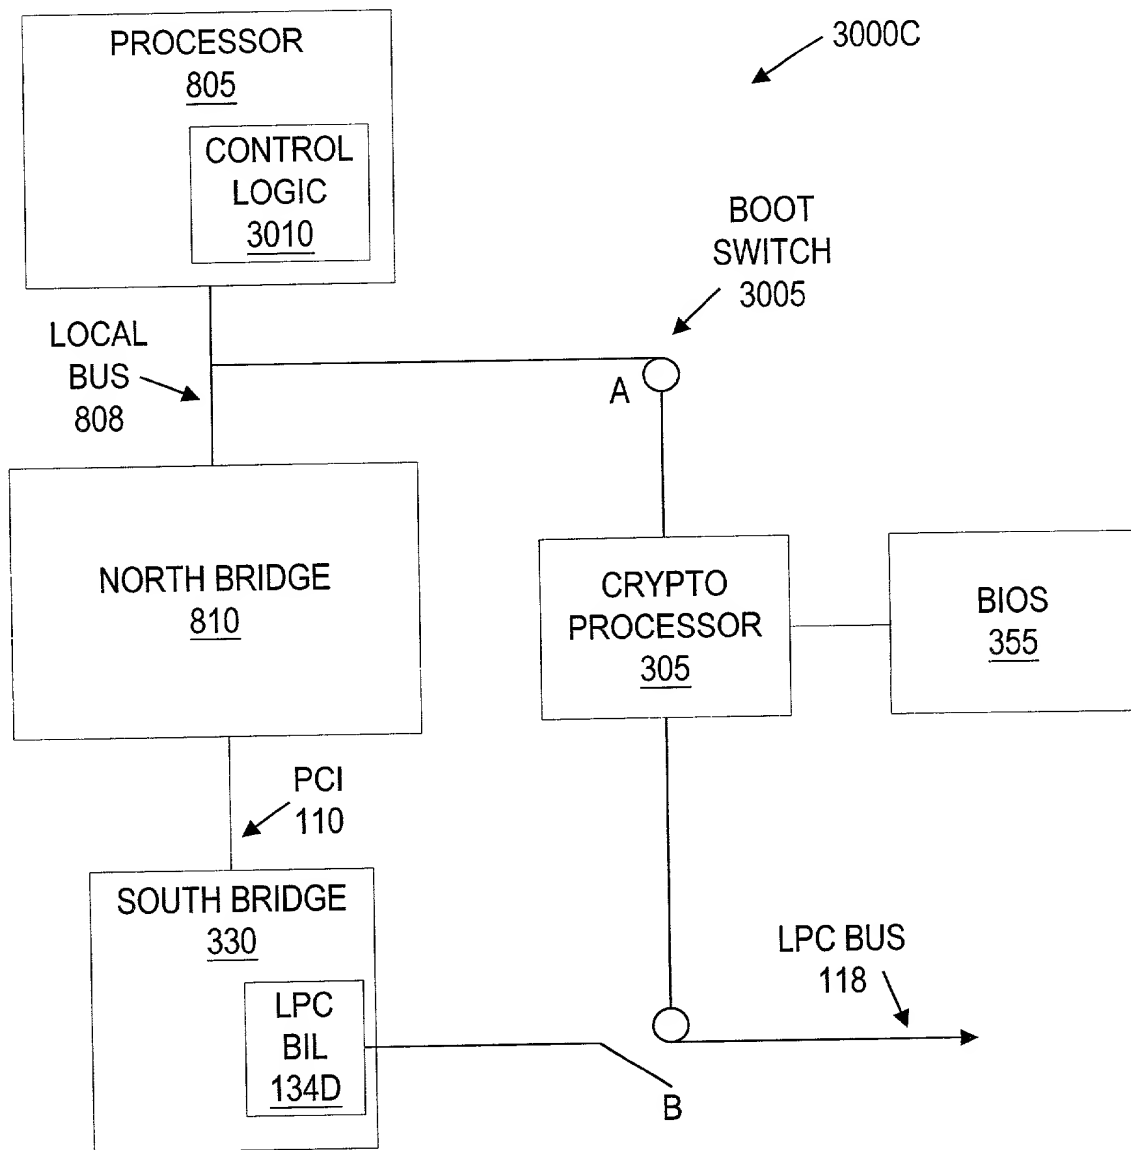 PROCESSOR
805
CONTROL
LOGIC
3010
3000C
BOOT
SWITCH
3005
LOCAL
BUS
808
A
NORTH BRIDGE
810
CRYPTO
PROCESSOR
305
BIOS
355
PCI
110
SOUTH BRIDGE
330
LPC
BIL
134D
LPC BUS
118
B